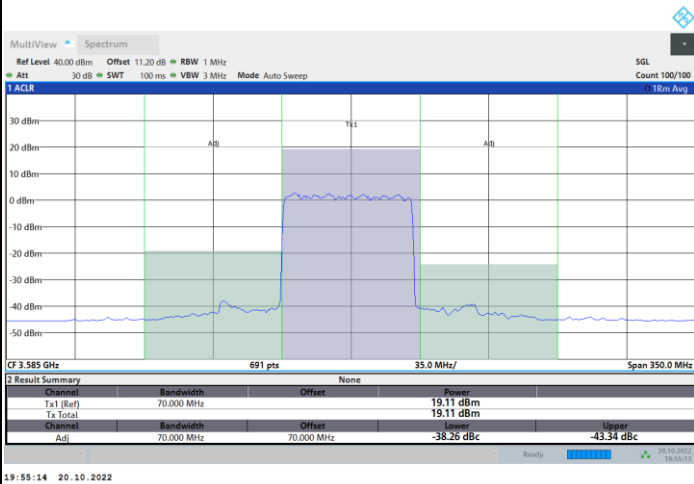 MultiView Spectrum
Ref Level 40.00 dBm Offset 11.20 dB RBW 1 MHz SGL
Att 30 dB SWT 100 ms VBW 3 MHz Mode Auto Sweep Count 100/100
1 ACLR 1Rm Avg
30 dBm
Tx1
20 dBm
Adj Adj
10 dBm
0 dBm
-10 dBm
-20 dBm
-30 dBm
-40 dBm
-50 dBm
CF 3.585 GHz 691 pts 35.0 MHz/ Span 350.0 MHz
2 Result Summary None
Channel Bandwidth Offset Power
Tx1 (Ref) 70.000 MHz 19.11 dBm
Tx Total 19.11 dBm
Channel Bandwidth Offset Lower Upper
Adj 70.000 MHz 70.000 MHz -38.26 dBc -43.34 dBc
Ready 20.10.2022
19:55:13
19:55:14 20.10.2022